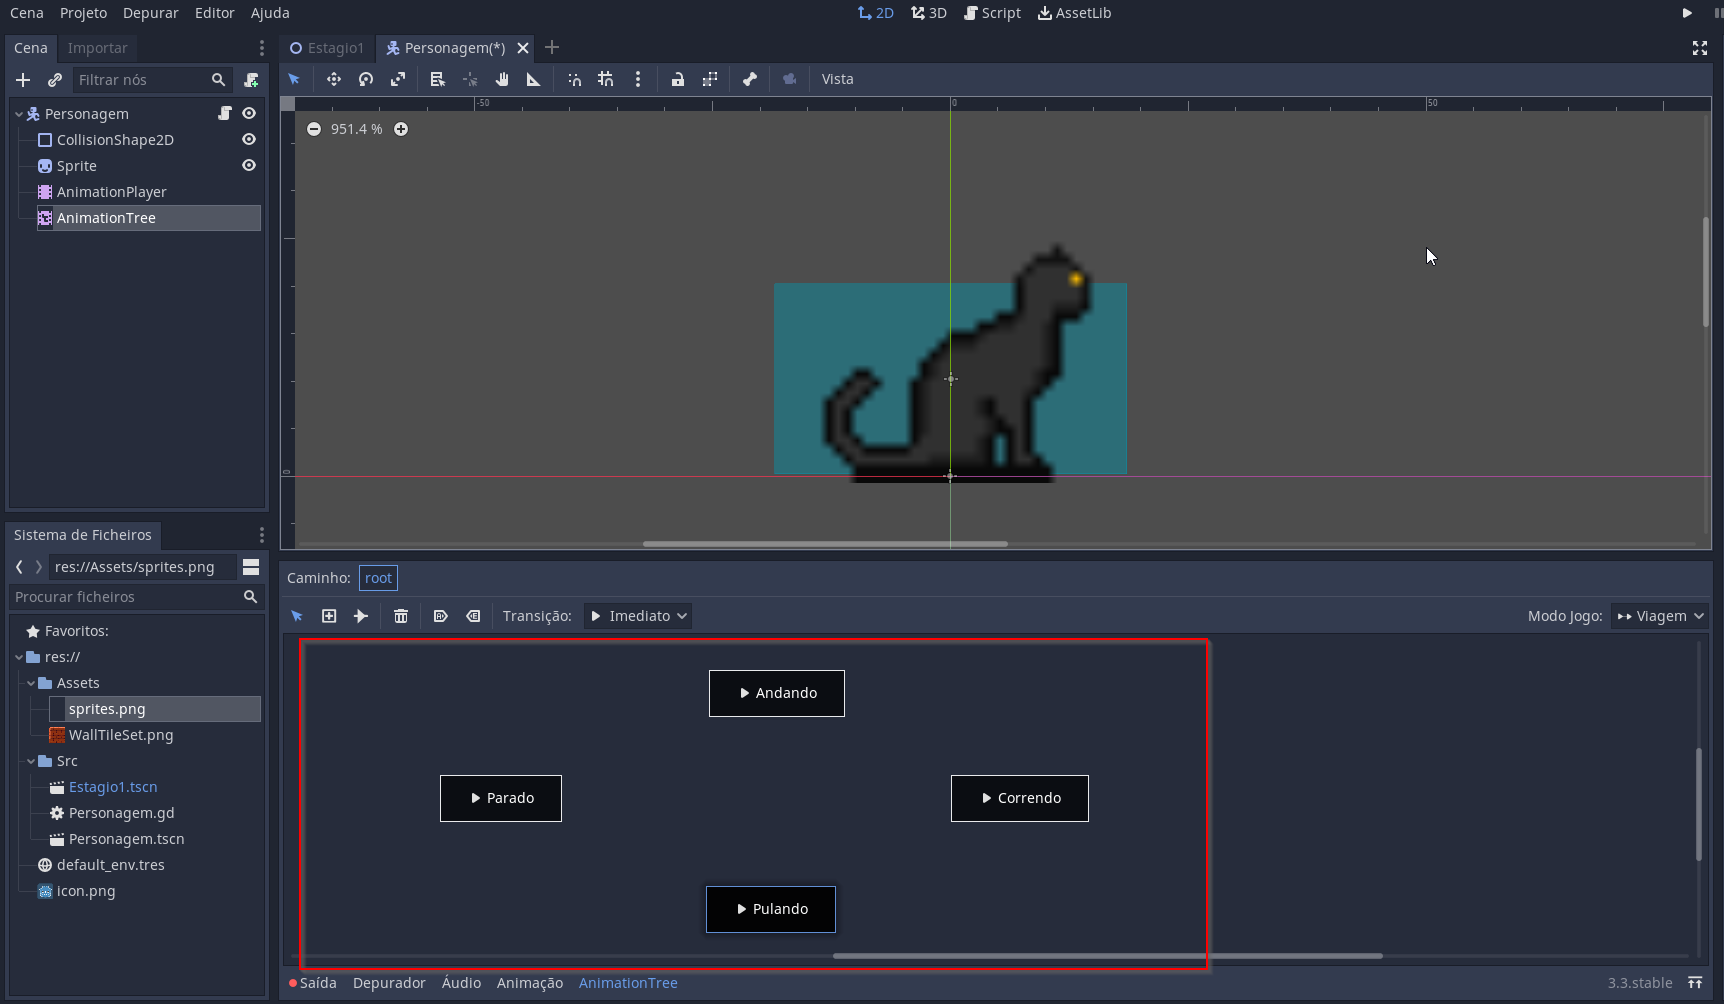 Cena Projeto Depurar Editor Ajuda 2D 3D Script AssetLib
Cena Importar
Estagio1 Personagem(*)
Filtrar nós
Vista
Personagem
CollisionShape2D
Sprite
AnimationPlayer
AnimationTree
-50 0 50
951.4 %
0
Sistema de Ficheiros
res://Assets/sprites.png
Procurar ficheiros
Favoritos:
res://
Assets
sprites.png
WallTileSet.png
Src
Estagio1.tscn
Personagem.gd
Personagem.tscn
default_env.tres
icon.png
Caminho: root
Transição: Imediato Modo Jogo: Viagem
Andando
Parado Correndo
Pulando
Saída Depurador Áudio Animação AnimationTree 3.3.stable